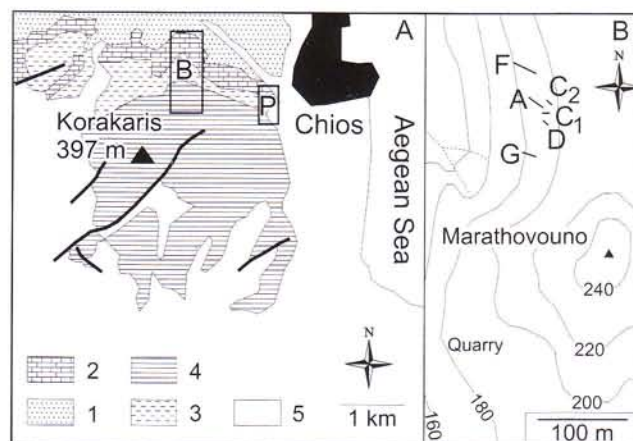 A
B
P
Chios
Korakaris
397 m
Aegean Sea
2
4
1
3
5
N
1 km
B
N
F
C2
A
C1
D
G
Marathovouno
240
Quarry
220
200
180
160
100 m